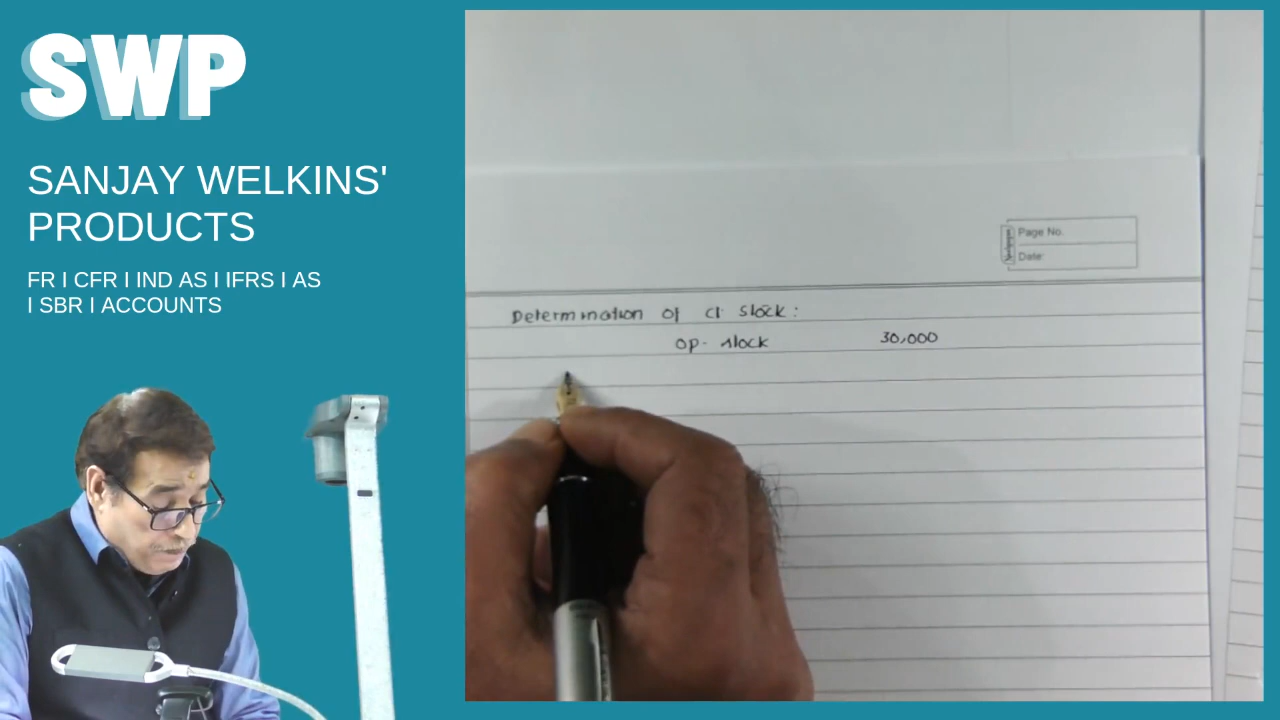 SWP
SANJAY WELKINS'
PRODUCTS
FR I CFR I IND AS I IFRS I AS
I SBR I ACCOUNTS
Page No.
Date
Determination of cl. stock:
Op. stock 30,000